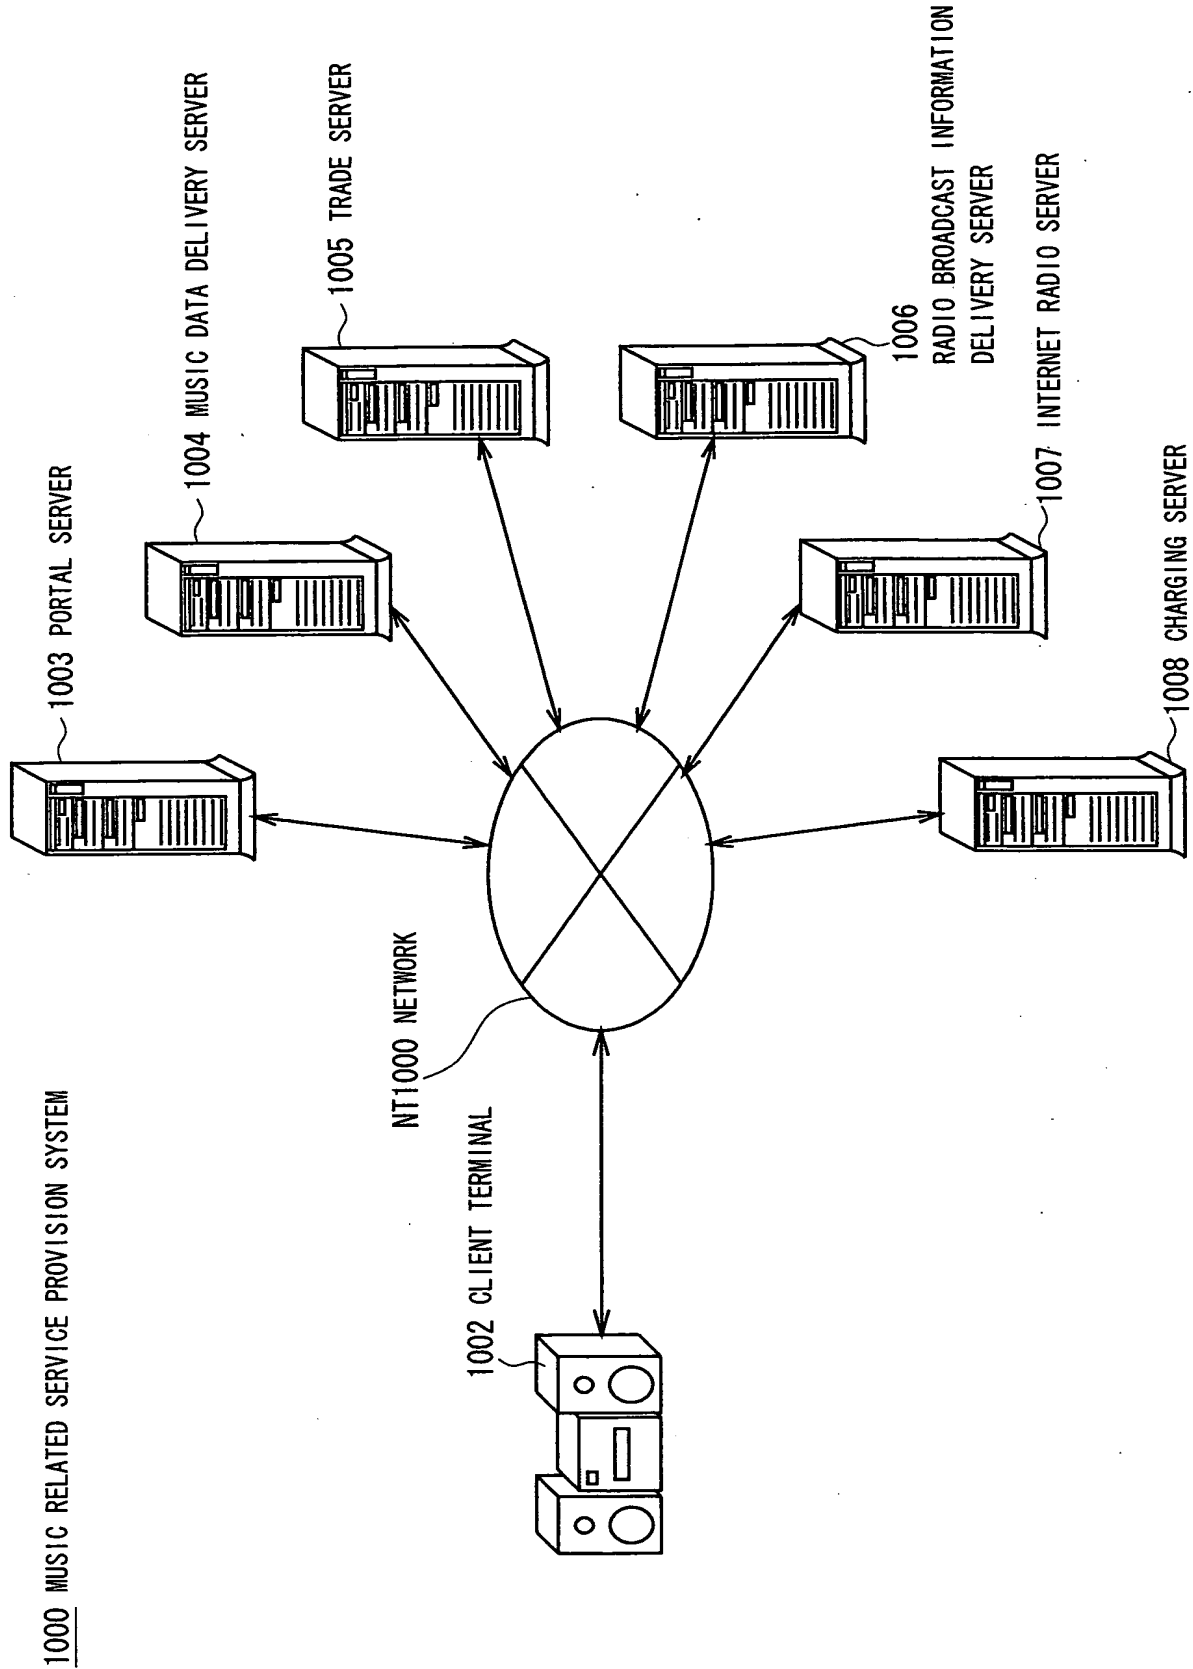 1000 MUSIC RELATED SERVICE PROVISION SYSTEM
1003 PORTAL SERVER
1004 MUSIC DATA DELIVERY SERVER
1005 TRADE SERVER
NT1000 NETWORK
1002 CLIENT TERMINAL
1006
RADIO BROADCAST INFORMATION
DELIVERY SERVER
1007 INTERNET RADIO SERVER
1008 CHARGING SERVER